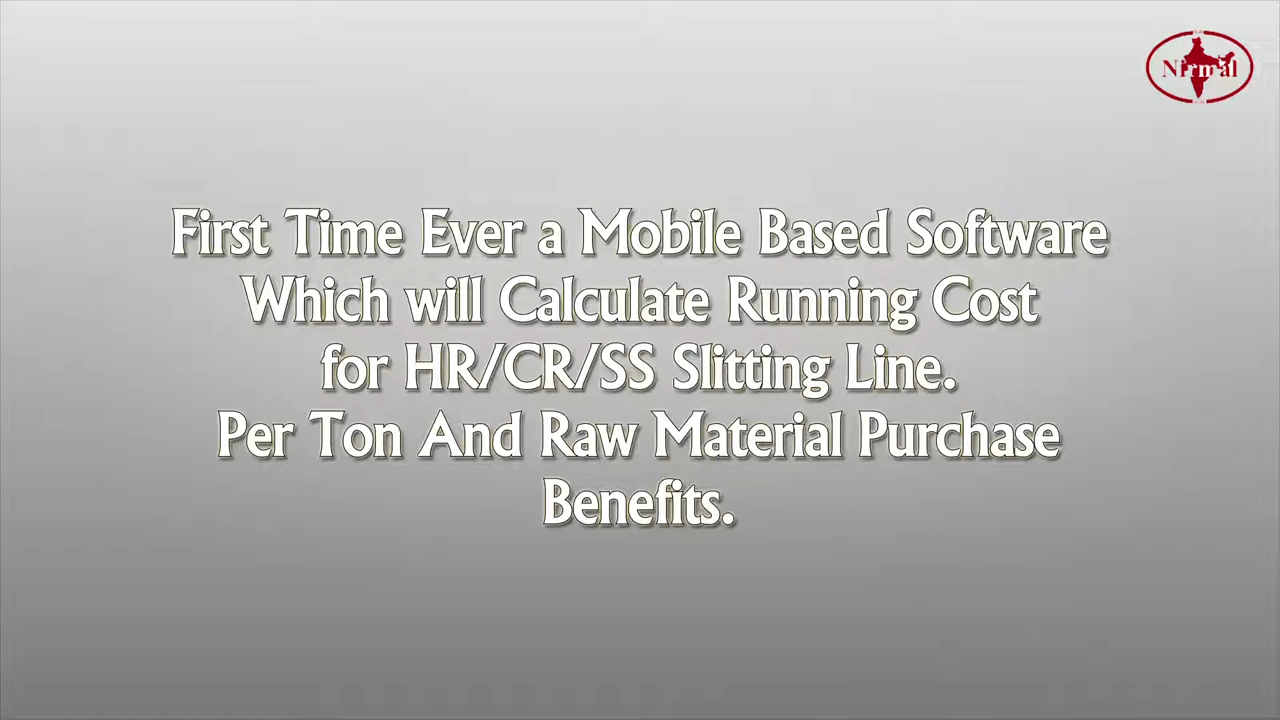 Nirmal
First Time Ever a Mobile Based Software
Which will Calculate Running Cost
for HR/CR/SS Slitting Line.
Per Ton And Raw Material Purchase
Benefits.